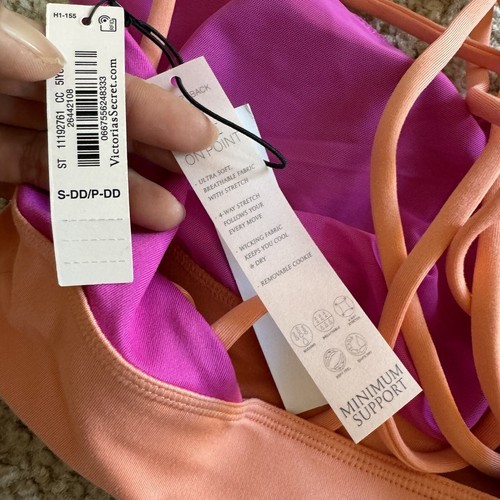 H1-155
ST 11192761 CC
26442108
0667556248333
VictoriasSecret.com
S-DD/P-DD
BACK
ON POINT
· ULTRA SOFT,
BREATHABLE FABRIC
WITH STRETCH
· 4 WAY STRETCH
FOLLOWS YOUR
EVERY MOVE
· WICKING FABRIC
KEEPS YOU COOL
& DRY
REMOVABLE COOKIE
MINIMUM
SUPPORT